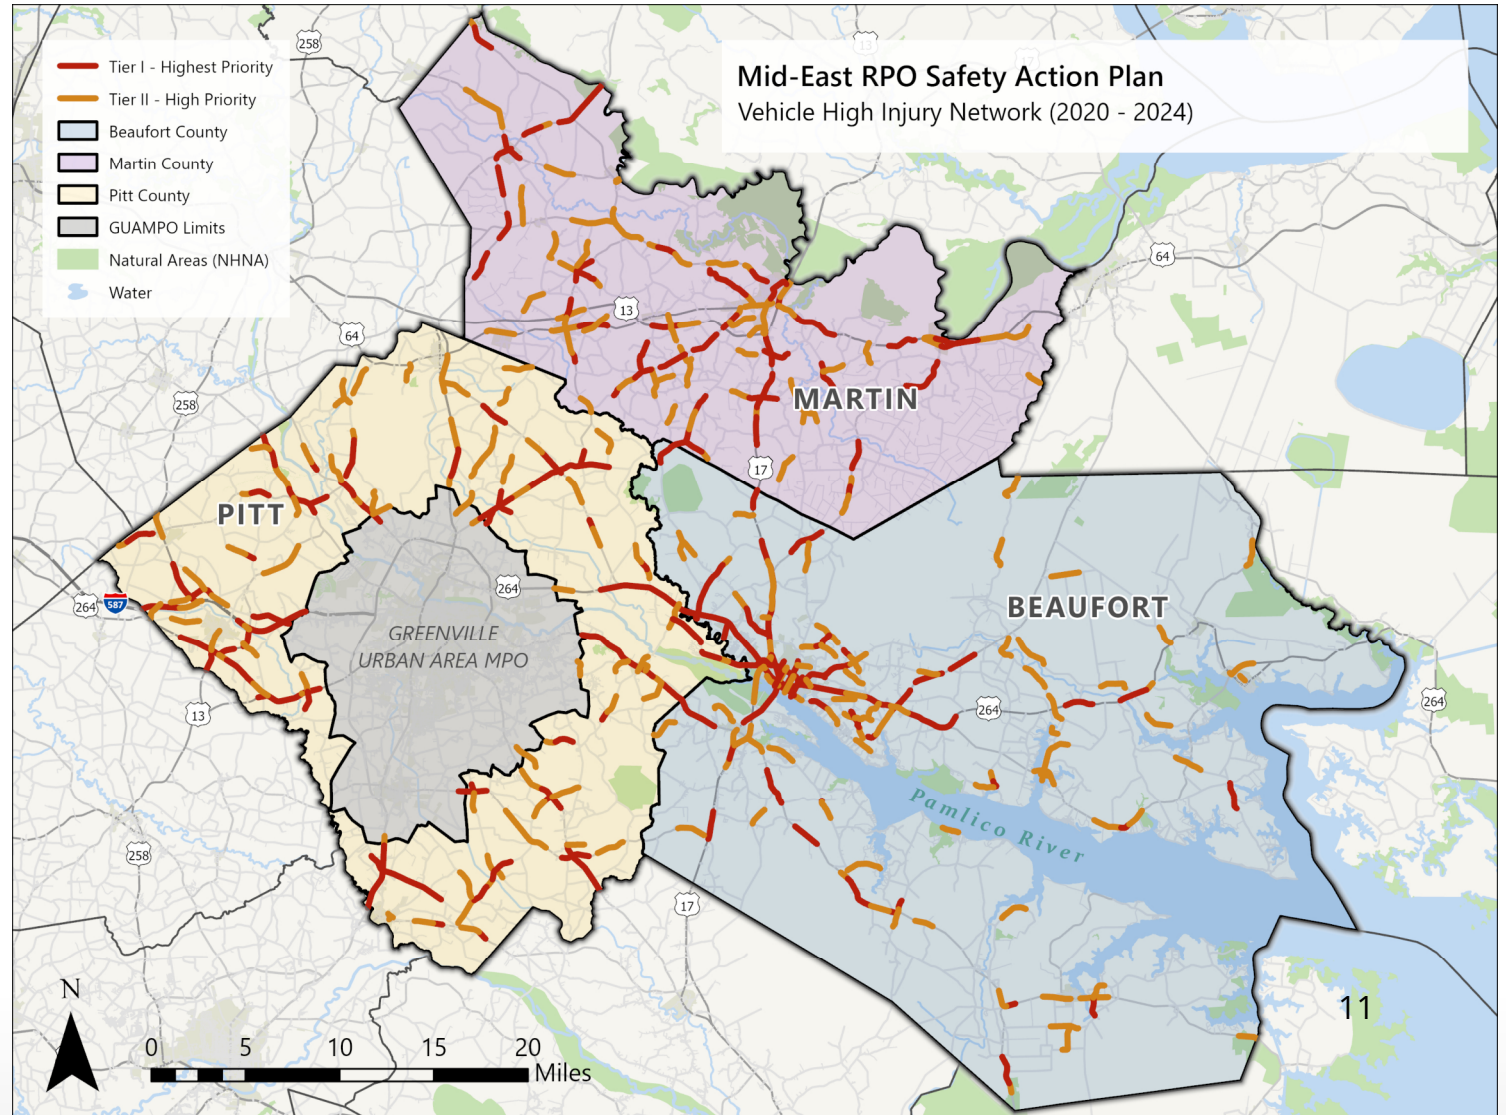 Mid-East RPO Safety Action Plan
Vehicle High Injury Network (2020 - 2024)
Tier I - Highest Priority
Tier II - High Priority
Beaufort County
Martin County
Pitt County
GUAMPO Limits
Natural Areas (NHNA)
Water
258
13
17
64
13
64
258
MARTIN
17
PITT
264
587
264
BEAUFORT
GREENVILLE
URBAN AREA MPO
13
264
264
Pamlico River
258
17
11
N
0 5 10 15 20
Miles